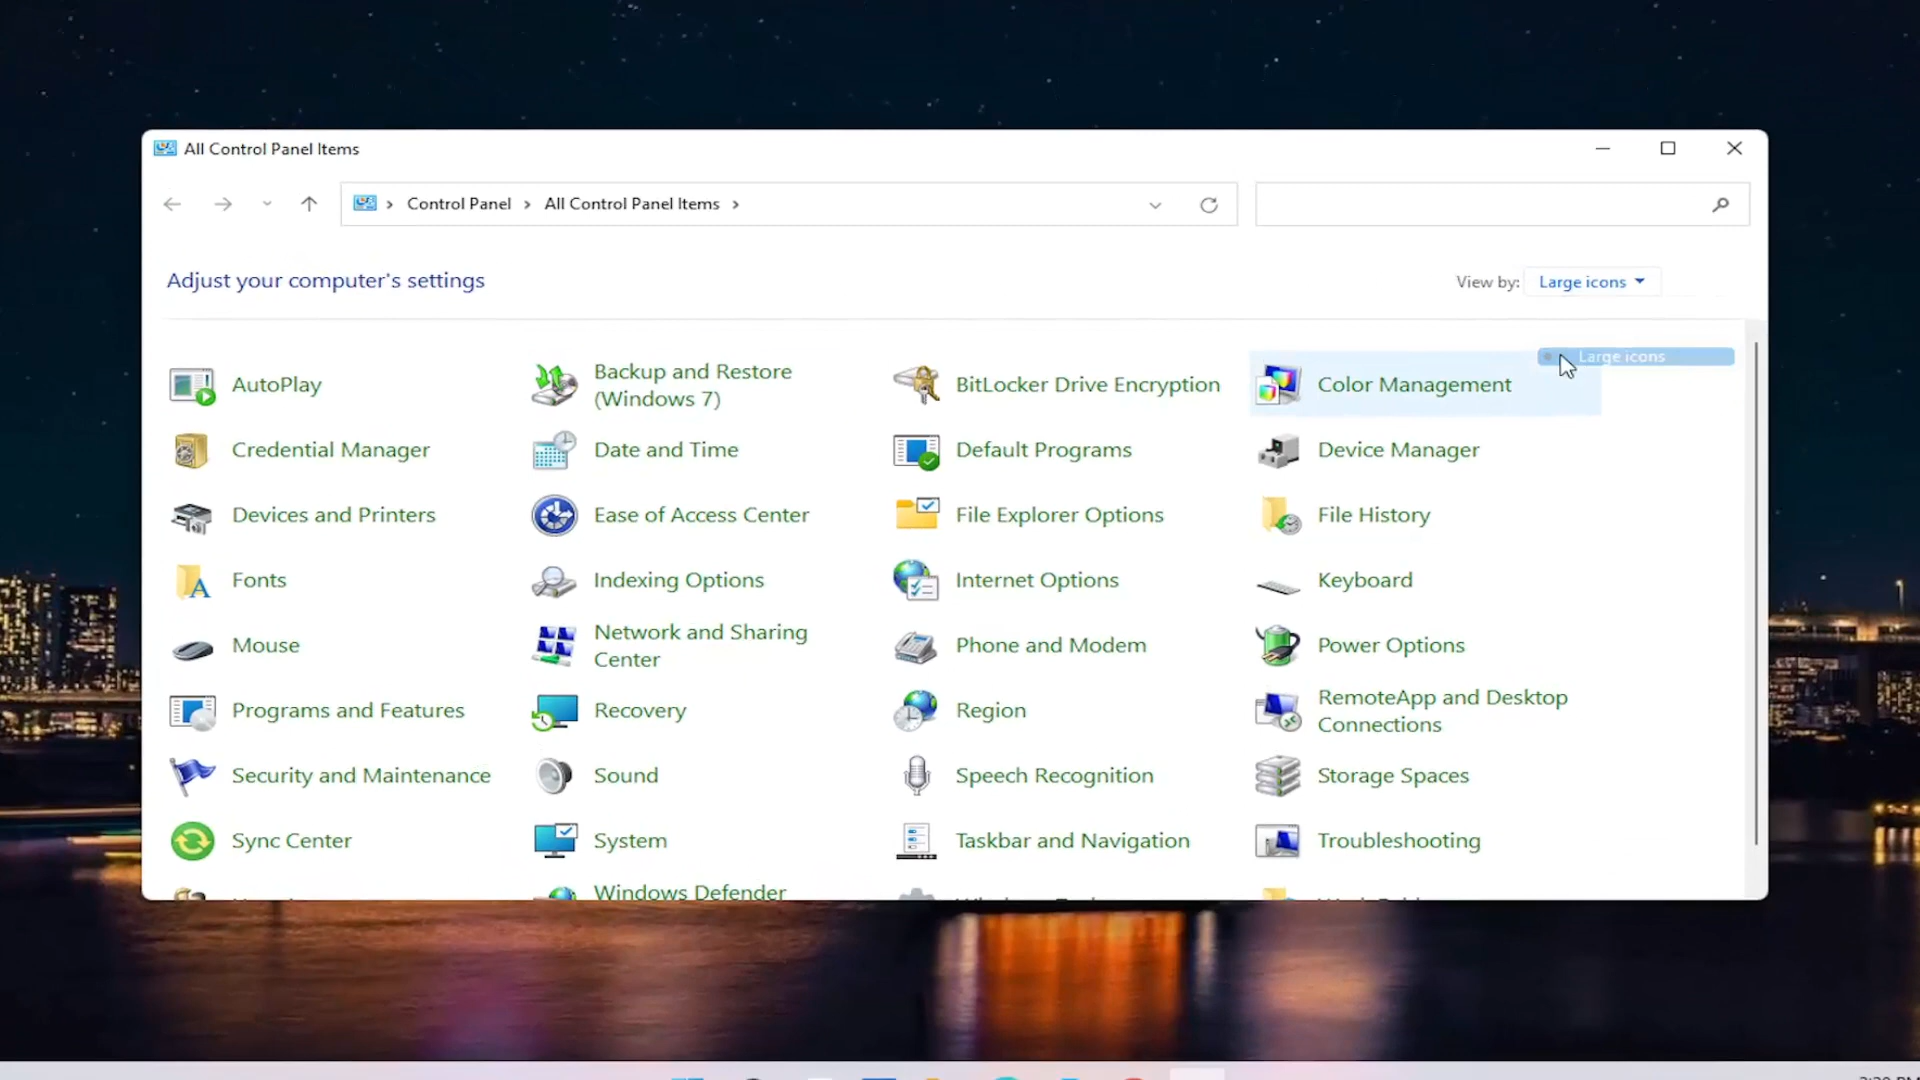 All Control Panel Items
Control Panel
All Control Panel Items
Adjust your computer's settings
View by: Large icons
Large icons
AutoPlay
Backup and Restore
(Windows 7)
BitLocker Drive Encryption
Color Management
Credential Manager
Date and Time
Default Programs
Device Manager
Devices and Printers
Ease of Access Center
File Explorer Options
File History
Fonts
Indexing Options
Internet Options
Keyboard
Mouse
Network and Sharing
Center
Phone and Modem
Power Options
Programs and Features
Recovery
Region
RemoteApp and Desktop
Connections
Security and Maintenance
Sound
Speech Recognition
Storage Spaces
Sync Center
System
Taskbar and Navigation
Troubleshooting
Windows Defender